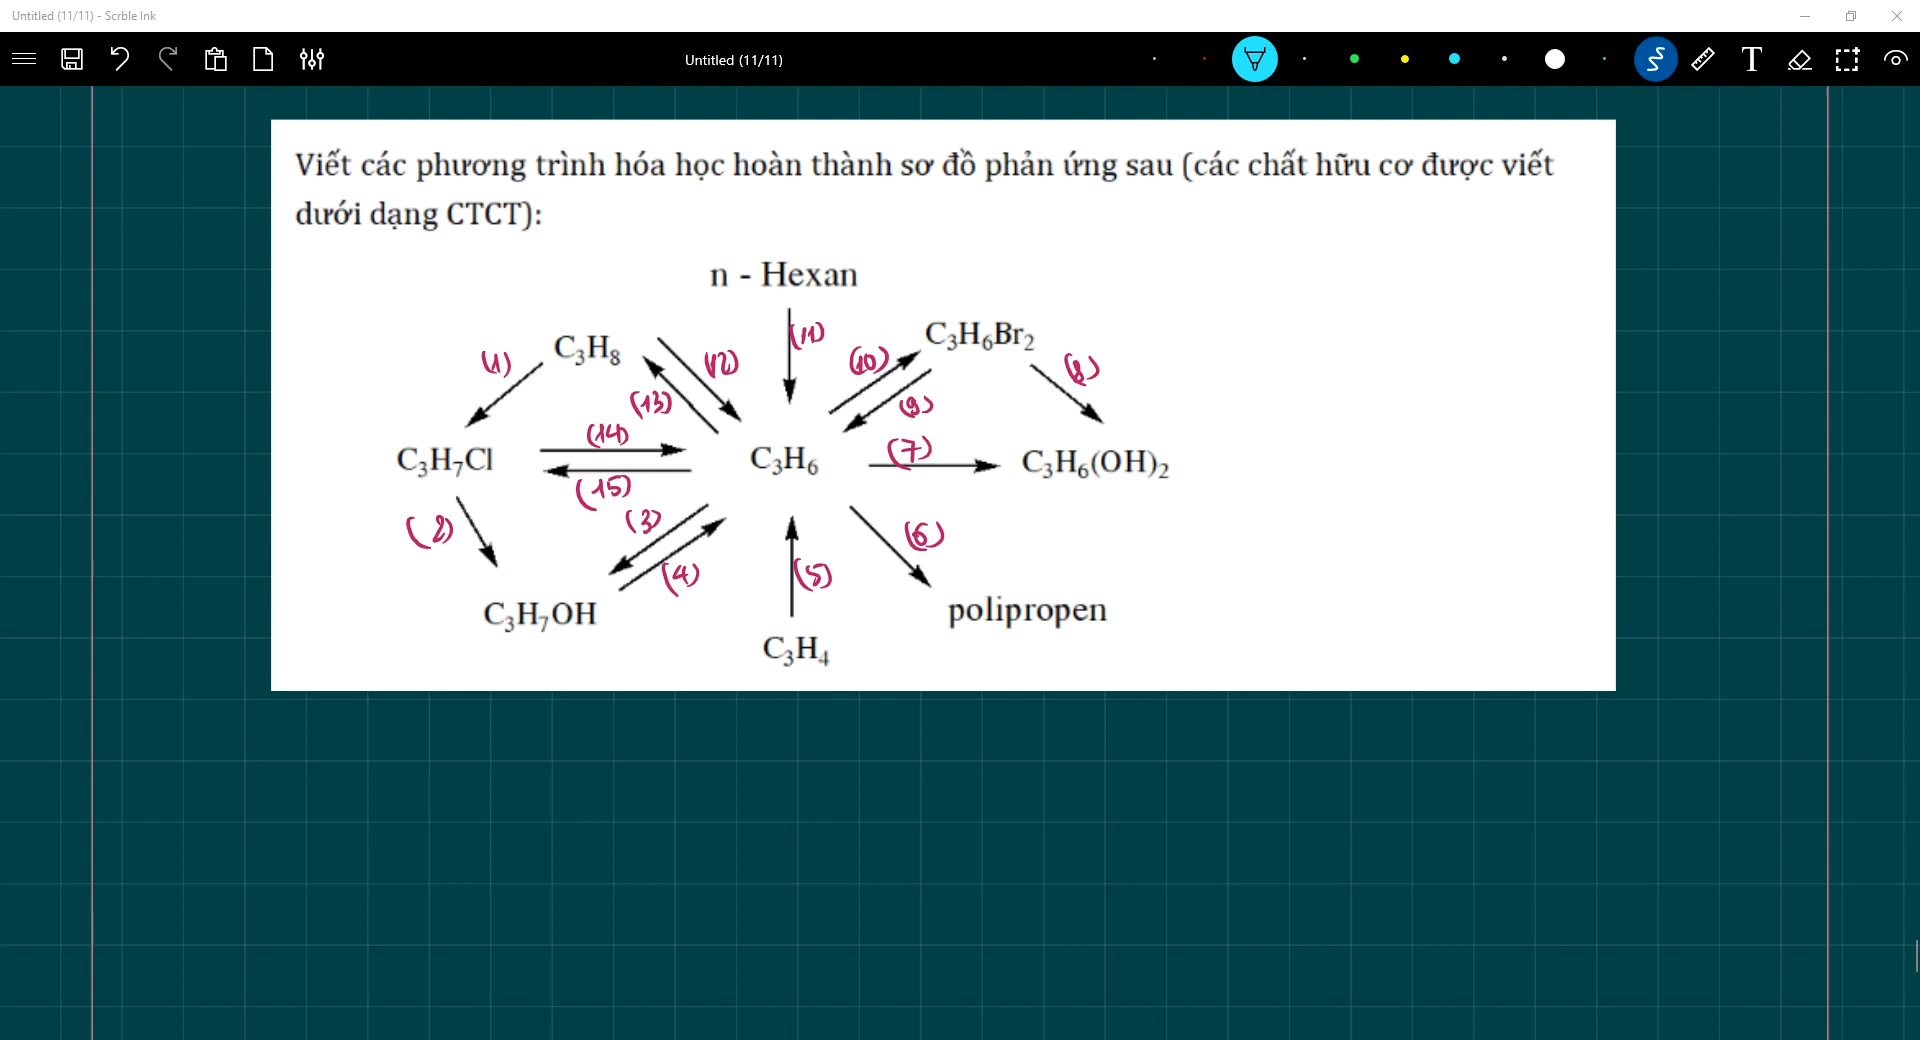 Untitled (11/11) - Scrble Ink
Untitled (11/11)
T
Viết các phương trình hóa học hoàn thành sơ đồ phản ứng sau (các chất hữu cơ được viết
dưới dạng CTCT):
n - Hexan
(11)
C₃H₈
C₃H₆Br₂
(1)
(12)
(10)
(8)
(13)
(9)
(14)
(7)
C₃H₇Cl
C₃H₆
C₃H₆(OH)₂
(15)
(2)
(3)
(6)
(4)
(5)
C₃H₇OH
polipropen
C₃H₄